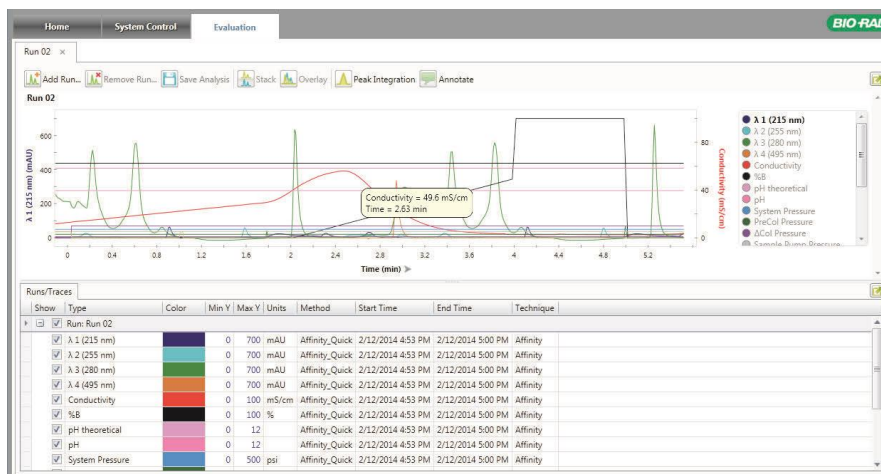 Home System Control Evaluation BIO-RAD
Run 02 ×
Add Run... Remove Run... Save Analysis Stack Overlay Peak Integration Annotate
Run 02
λ 1 (215 nm) (mAU)
600
400
200
0
Conductivity = 49.6 mS/cm
Time = 2.63 min
80
40
0
Conductivity (mS/cm)
0 0.4 0.8 1.2 1.6 2 2.4 2.8 3.2 3.6 4 4.4 4.8 5.2
Time (min)
λ 1 (215 nm)
λ 2 (255 nm)
λ 3 (280 nm)
λ 4 (495 nm)
Conductivity
%B
pH theoretical
pH
System Pressure
PreCol Pressure
ΔCol Pressure
Sample Pump Pressure
Runs/Traces
Show Type Color Min Y Max Y Units Method Start Time End Time Technique
Run: Run 02
λ 1 (215 nm) 0 700 mAU Affinity_Quick 2/12/2014 4:53 PM 2/12/2014 5:00 PM Affinity
λ 2 (255 nm) 0 700 mAU Affinity_Quick 2/12/2014 4:53 PM 2/12/2014 5:00 PM Affinity
λ 3 (280 nm) 0 700 mAU Affinity_Quick 2/12/2014 4:53 PM 2/12/2014 5:00 PM Affinity
λ 4 (495 nm) 0 700 mAU Affinity_Quick 2/12/2014 4:53 PM 2/12/2014 5:00 PM Affinity
Conductivity 0 100 mS/cm Affinity_Quick 2/12/2014 4:53 PM 2/12/2014 5:00 PM Affinity
%B 0 100 % Affinity_Quick 2/12/2014 4:53 PM 2/12/2014 5:00 PM Affinity
pH theoretical 0 12 Affinity_Quick 2/12/2014 4:53 PM 2/12/2014 5:00 PM Affinity
pH 0 12 Affinity_Quick 2/12/2014 4:53 PM 2/12/2014 5:00 PM Affinity
System Pressure 0 500 psi Affinity_Quick 2/12/2014 4:53 PM 2/12/2014 5:00 PM Affinity